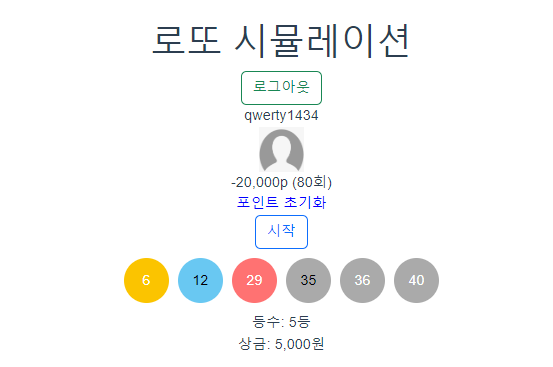 로또 시뮬레이션
로그아웃
qwerty1434
-20,000p (80회)
포인트 초기화
시작
6 12 29 35 36 40
등수: 5등
상금: 5,000원